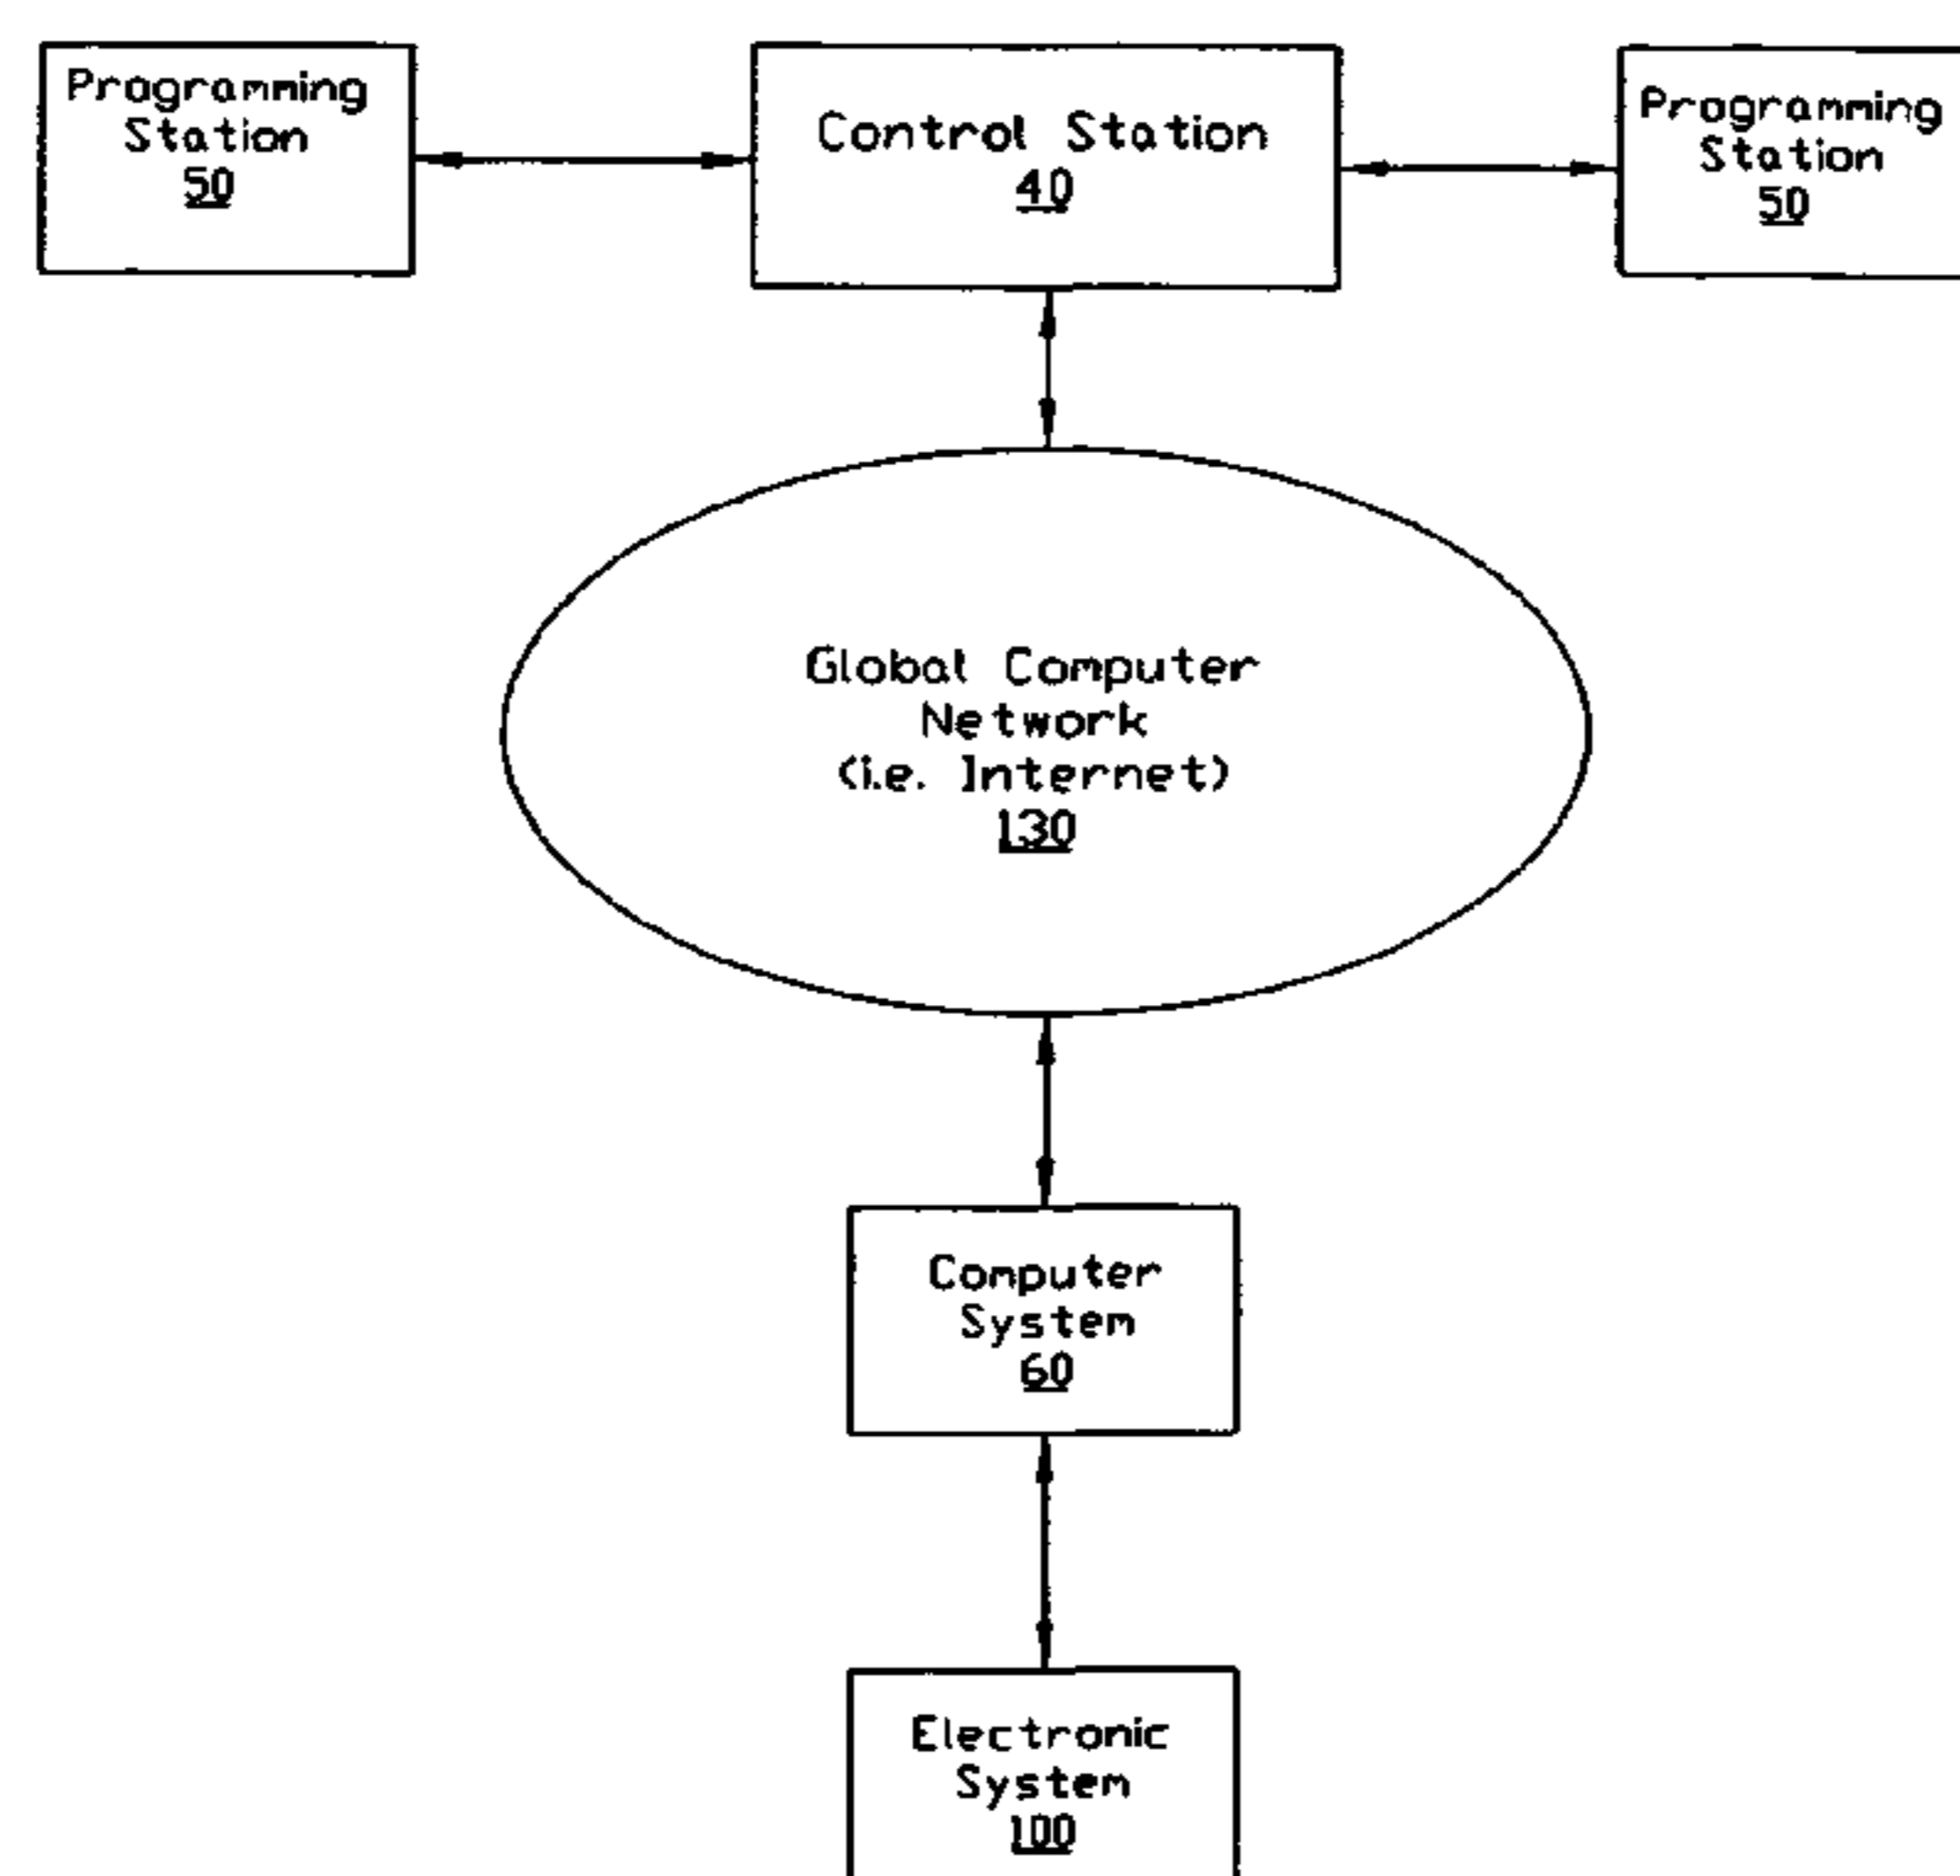 Programming
Station
50
Control Station
40
Programming
Station
50
Global Computer
Network
(i.e. Internet)
130
Computer
System
60
Electronic
System
100